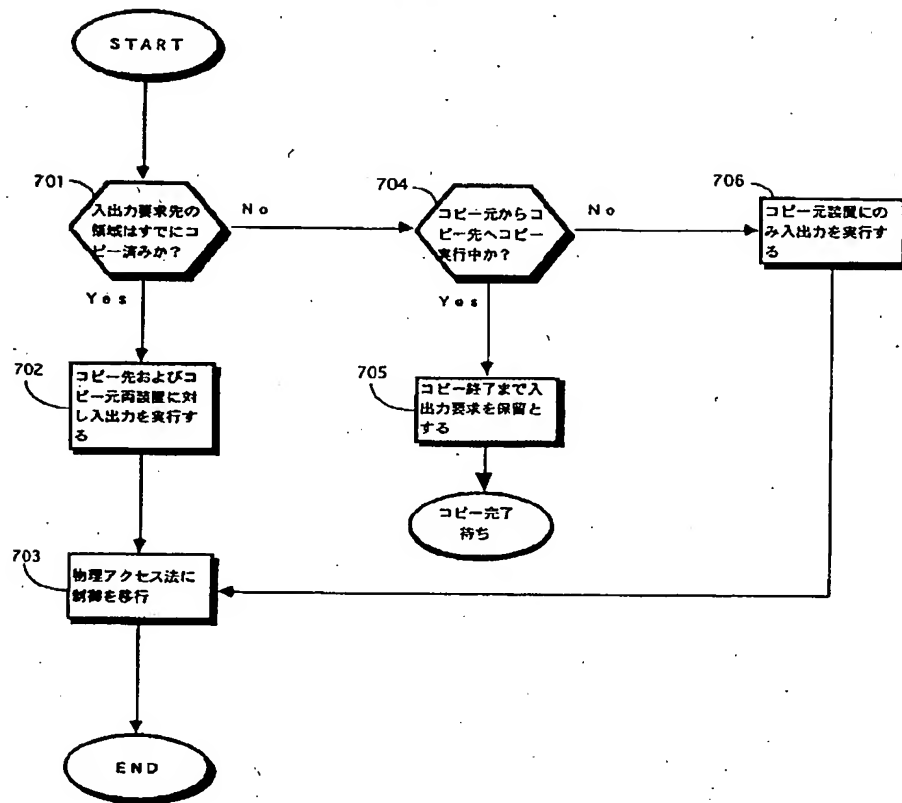 START
701
入出力要求先の
領域はすでにコ
ピー済みか?
No
Yes
704
コピー元からコ
ピー先へコピー
実行中か?
No
Yes
706
コピー元装置にの
み入出力を実行す
る
702
コピー先およびコ
ピー元両装置に対
し入出力を実行す
る
705
コピー終了まで入
出力要求を保留と
する
コピー完了
待ち
703
物理アクセス法に
制御を移行
END